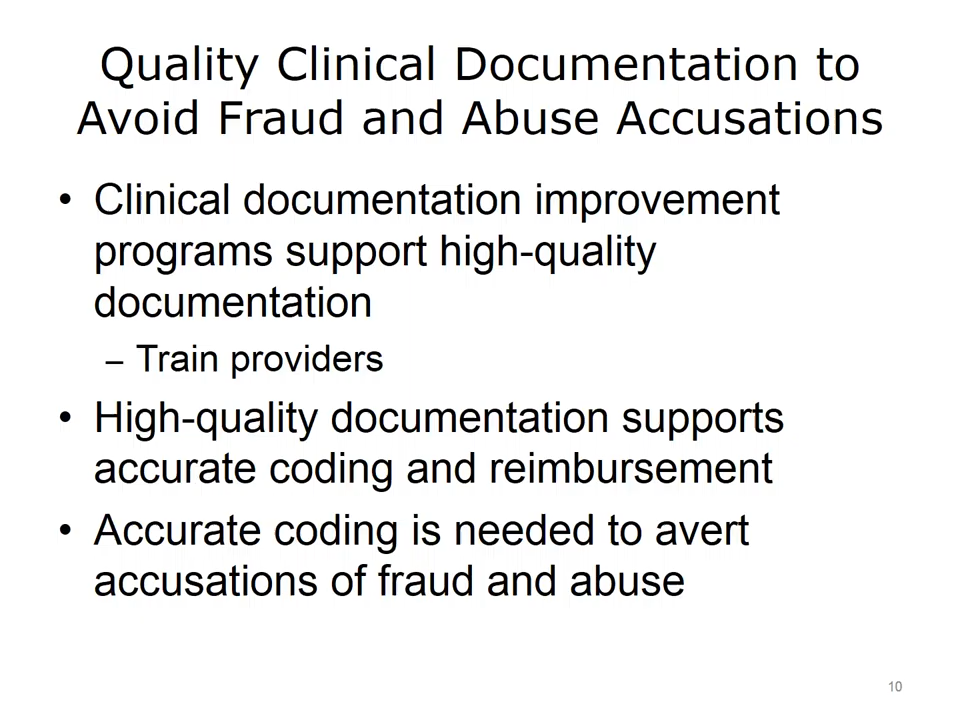 Quality Clinical Documentation to
Avoid Fraud and Abuse Accusations
• Clinical documentation improvement
programs support high-quality
documentation
– Train providers
• High-quality documentation supports
accurate coding and reimbursement
• Accurate coding is needed to avert
accusations of fraud and abuse
10